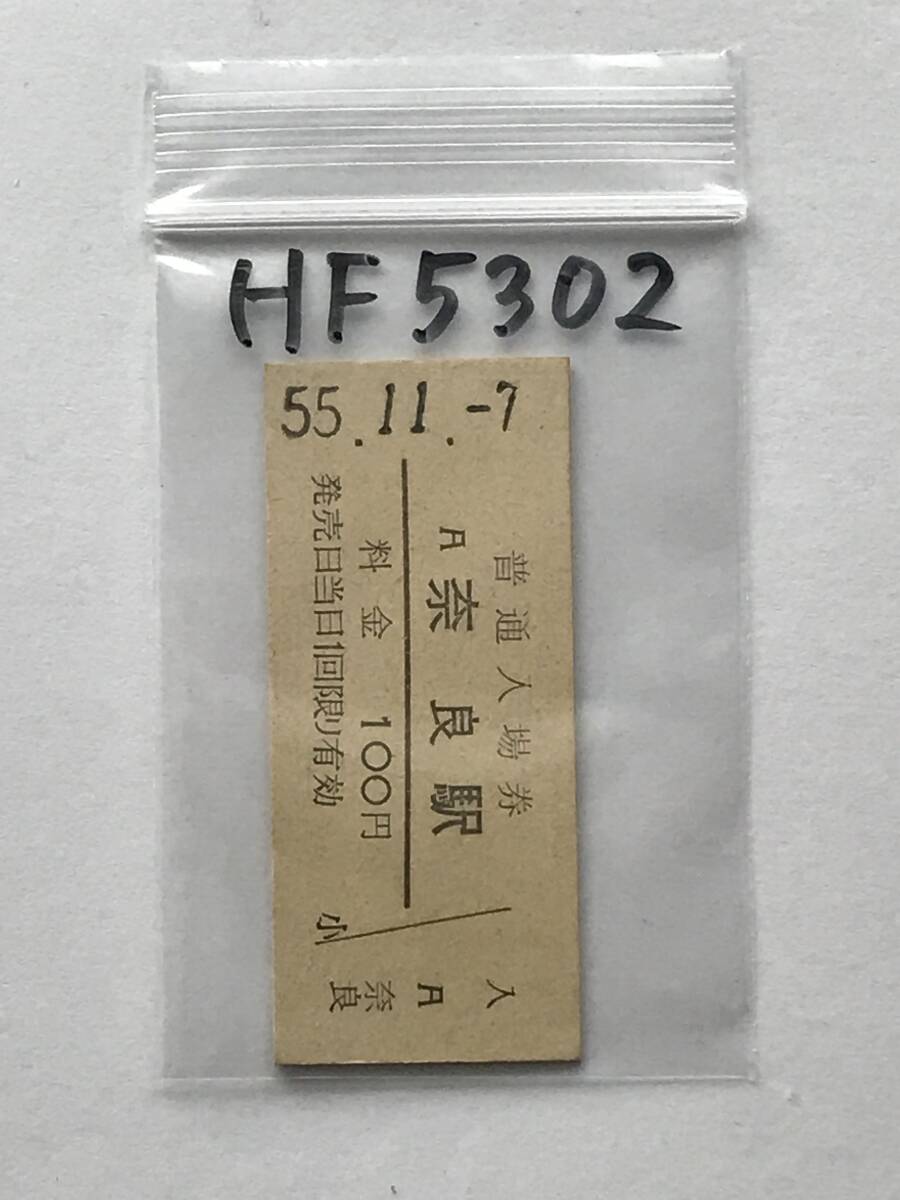 HF5302
55.11.-7
普通入場券
A 奈良駅
料金 100円
発売日当日1回限り有効
小
入
A
奈良